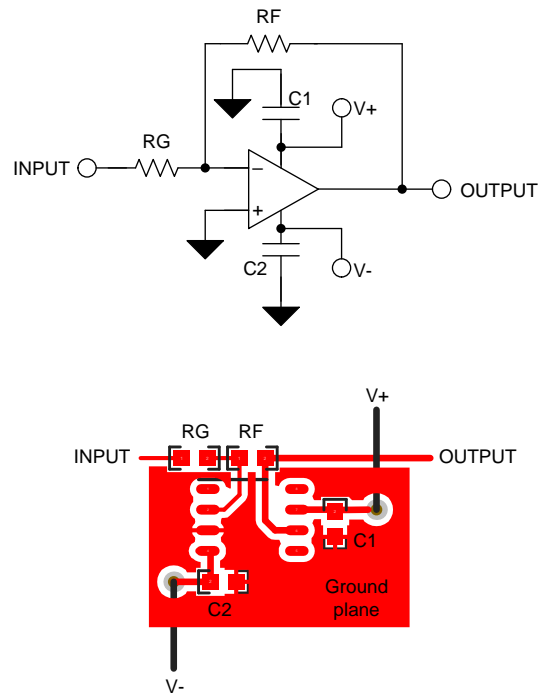 RF
C1
V+
RG
INPUT
−
+
OUTPUT
C2
V-
V+
RG
RF
INPUT
OUTPUT
C1
Ground
plane
C2
V-